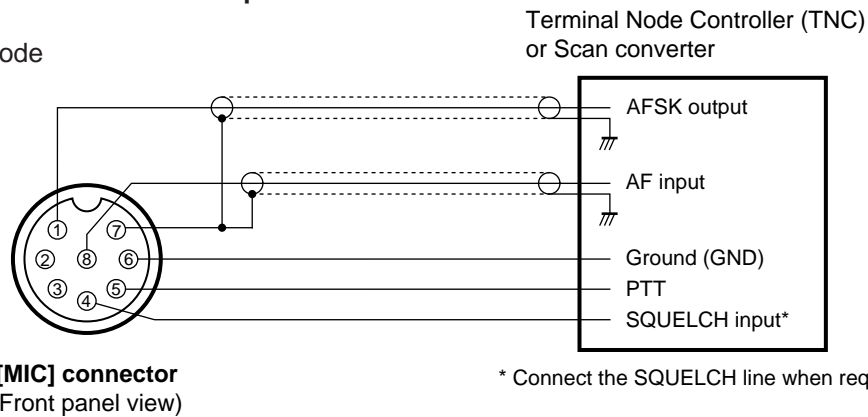 Terminal Node Controller (TNC)
or Scan converter
ode
AFSK output
AF input
Ground (GND)
PTT
SQUELCH input*
1
7
2
8
6
3
5
4
[MIC] connector
(Front panel view)
* Connect the SQUELCH line when req